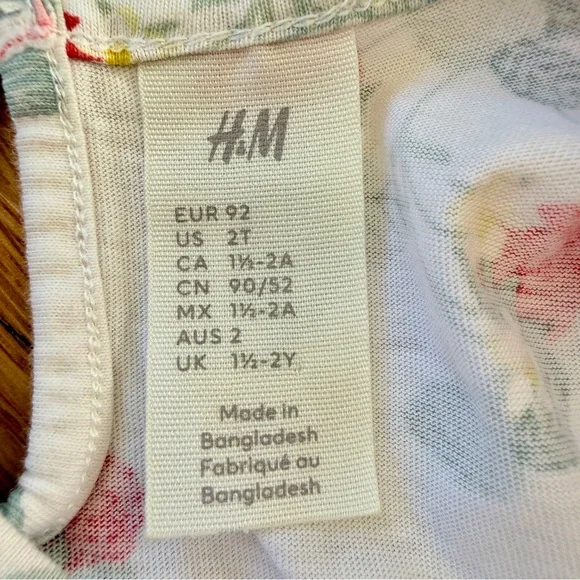 H&M
EUR 92
US 2T
CA 1½-2A
CN 90/52
MX 1½-2A
AUS 2
UK 1½-2Y
Made in
Bangladesh
Fabriqué au
Bangladesh